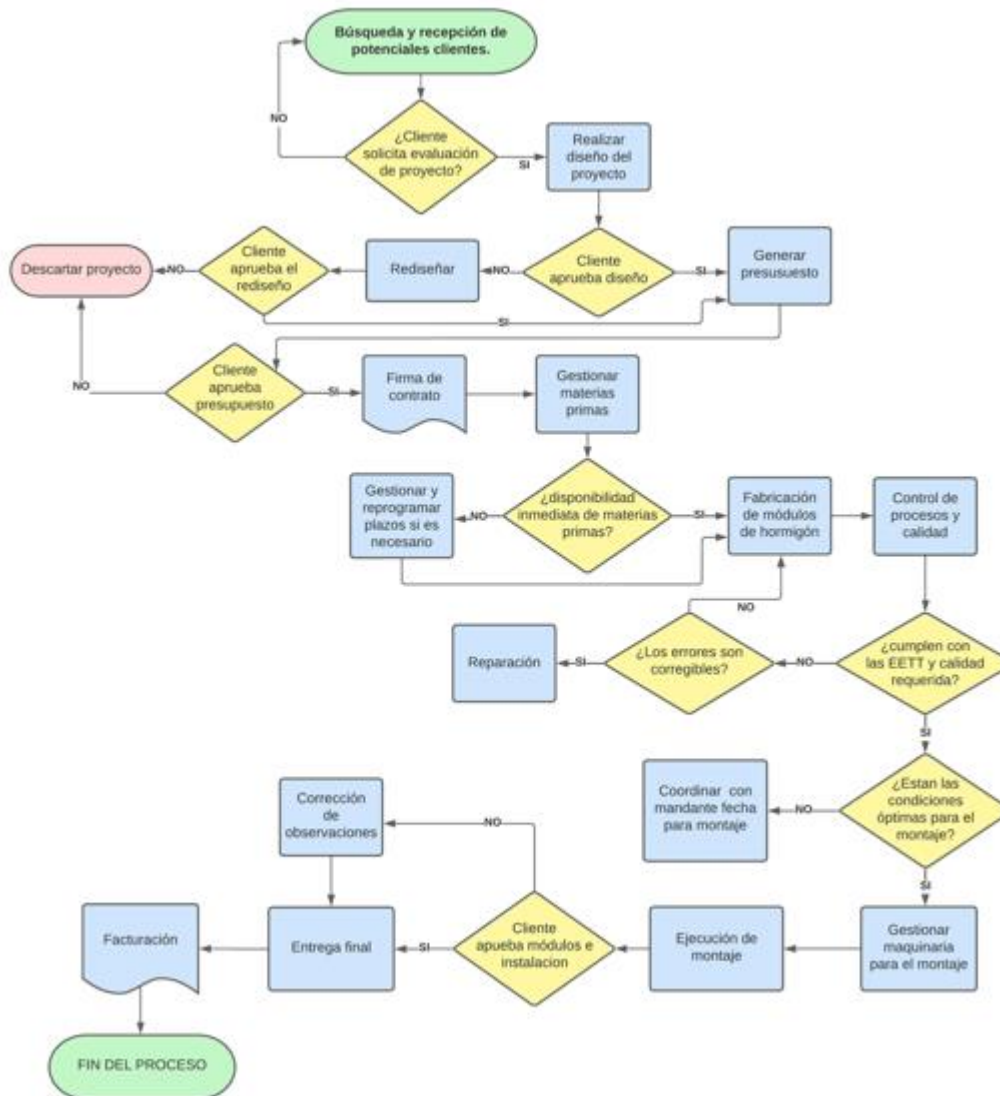 Búsqueda y recepción de
potenciales clientes.
NO
¿Cliente
solicita evaluación
de proyecto?
SI
Realizar
diseño del
proyecto
Descartar proyecto
NO
Cliente
aprueba el
rediseño
Rediseñar
NO
Cliente
aprueba diseño
SI
Generar
presusuesto
SI
NO
Cliente
aprueba
presupuesto
SI
Firma de
contrato
Gestionar
materias
primas
Gestionar y
reprogramar
plazos si es
necesario
NO
¿disponibilidad
inmediata de materias
primas?
SI
Fabricación
de módulos
de hormigón
Control de
procesos y
calidad
NO
Reparación
SI
¿Los errores son
corregibles?
NO
¿cumplen con
las EETT y calidad
requerida?
SI
Corrección
de
observaciones
NO
Coordinar con
mandante fecha
para montaje
NO
¿Estan las
condiciones
óptimas para el
montaje?
SI
Facturación
Entrega final
SI
Cliente
apueba módulos e
instalacion
Ejecución de
montaje
Gestionar
maquinaria
para el montaje
FIN DEL PROCESO